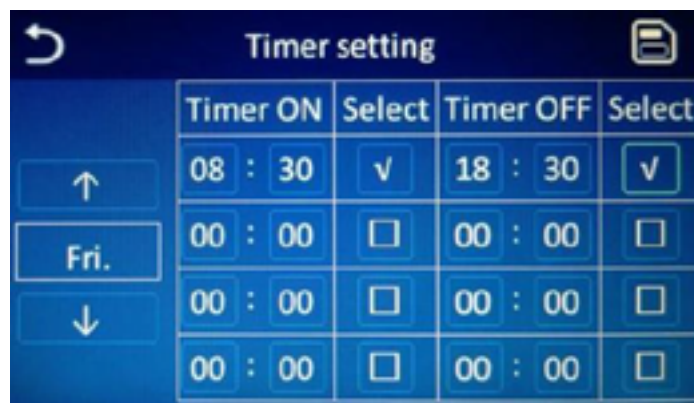 Timer setting
Timer ON Select Timer OFF Select
08 : 30 √ 18 : 30 √
00 : 00 □ 00 : 00 □
Fri.
00 : 00 □ 00 : 00 □
00 : 00 □ 00 : 00 □